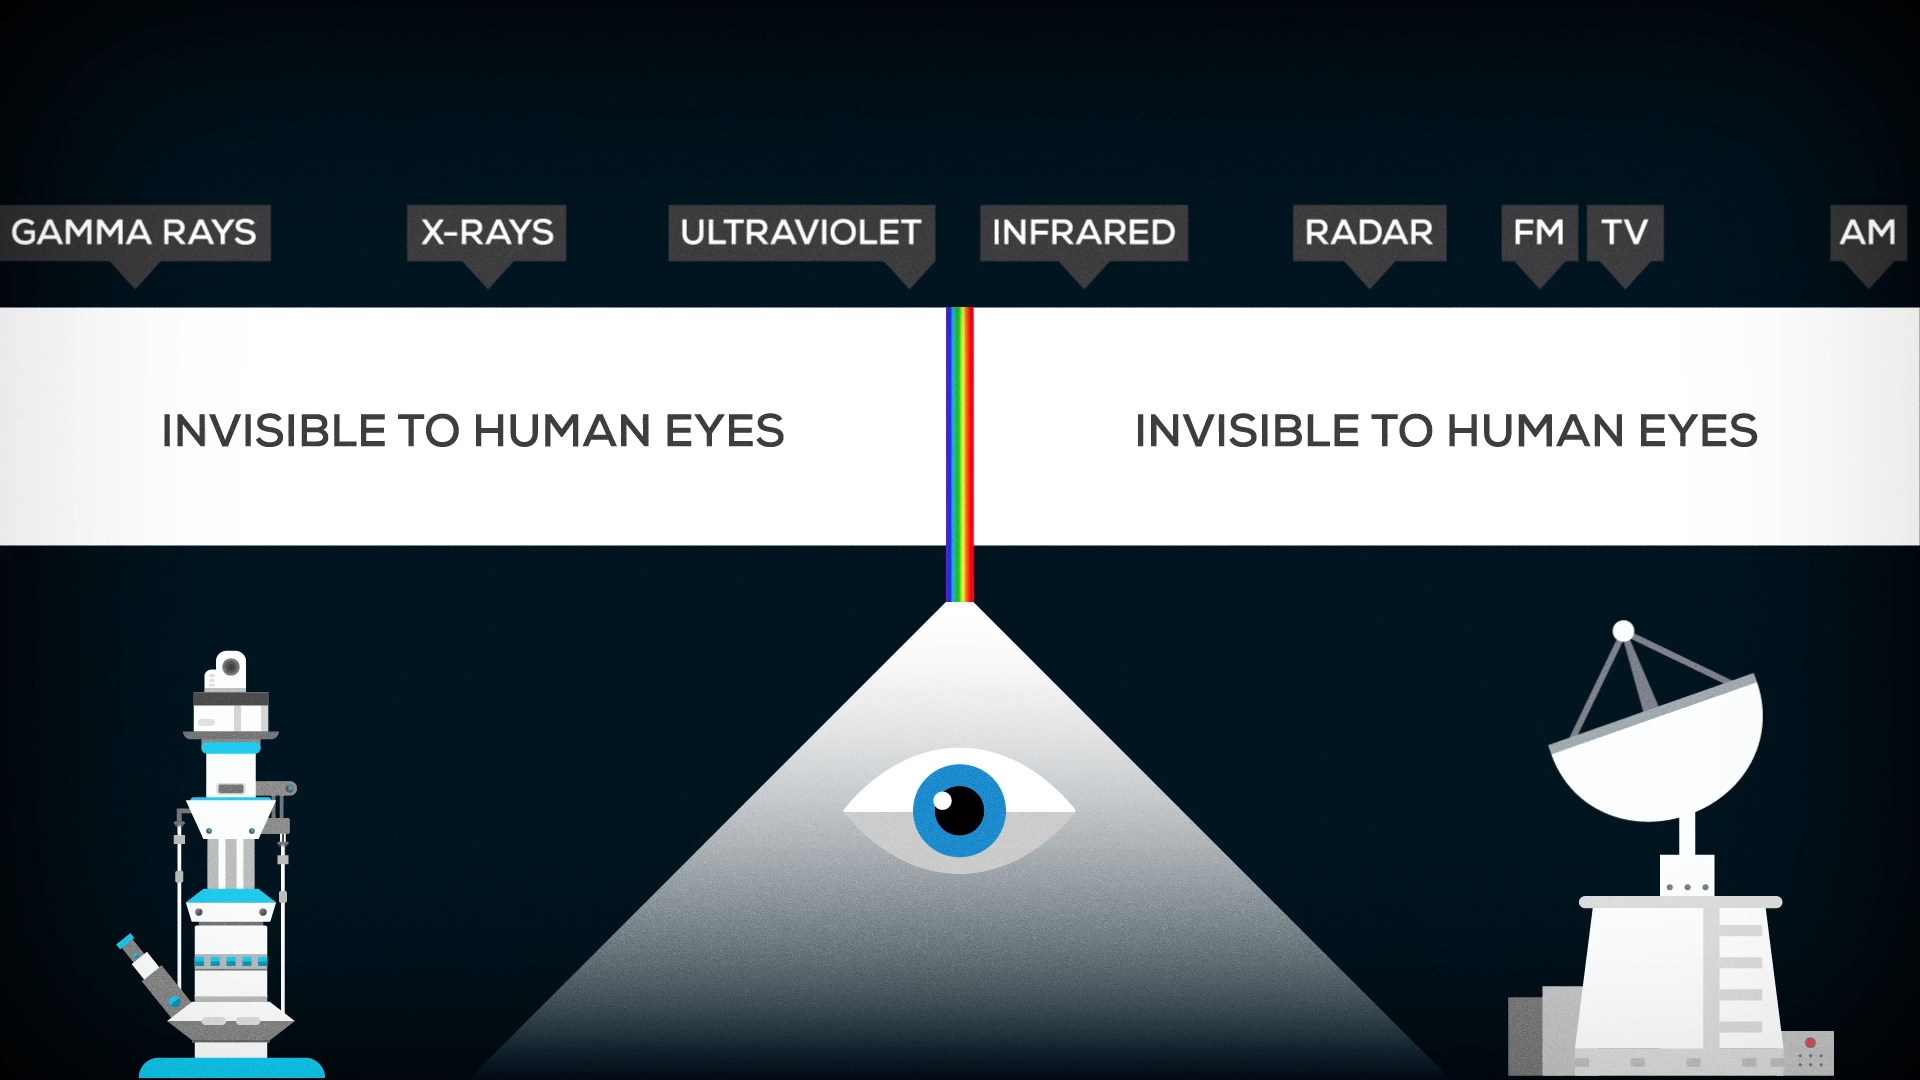 GAMMA RAYS
X-RAYS
ULTRAVIOLET
INFRARED
RADAR
FM
TV
AM
INVISIBLE TO HUMAN EYES
INVISIBLE TO HUMAN EYES